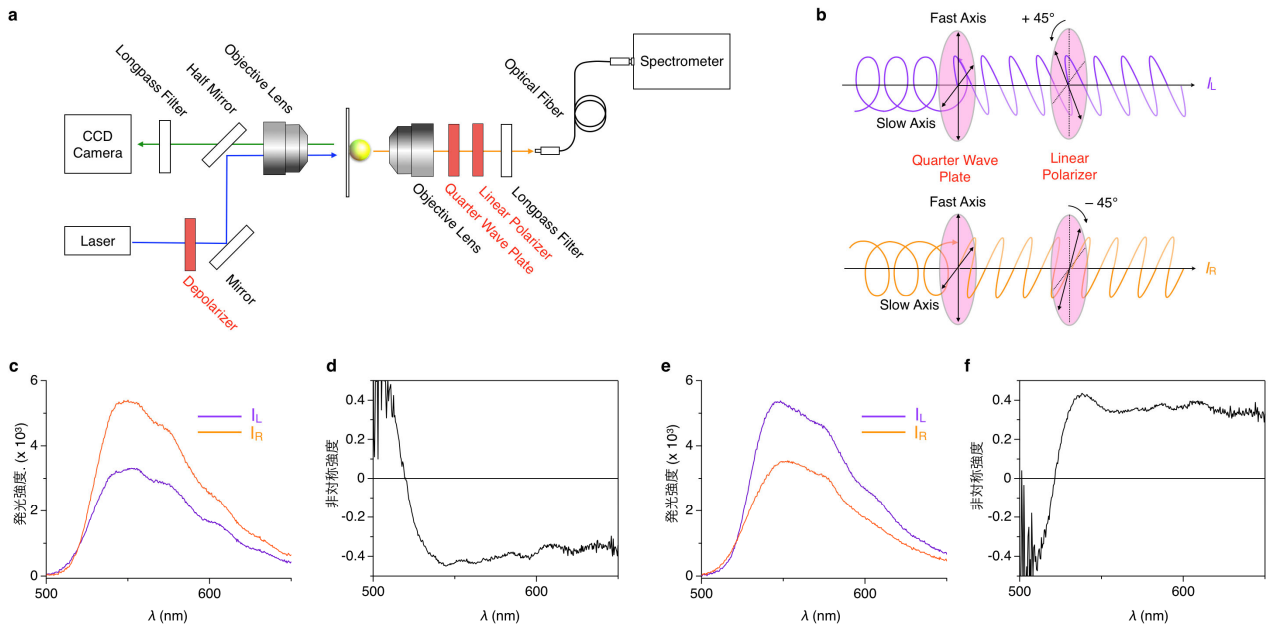 a
Longpass Filter
Half Mirror
Objective Lens
CCD
Camera
Laser
Depolarizer
Mirror
Objective Lens
Quarter Wave Plate
Linear Polarizer
Longpass Filter
Optical Fiber
Spectrometer
b
Fast Axis
+ 45°
Slow Axis
I_L
Quarter Wave
Plate
Linear
Polarizer
Fast Axis
− 45°
Slow Axis
I_R
c
6
4
2
0
発光強度. (x 10³)
I_L
I_R
500
600
λ (nm)
d
0.4
0.2
0
-0.2
-0.4
非対称強度
500
600
λ (nm)
e
6
4
2
0
発光強度 (x 10³)
I_L
I_R
500
600
λ (nm)
f
0.4
0.2
0
-0.2
-0.4
非対称強度
500
600
λ (nm)